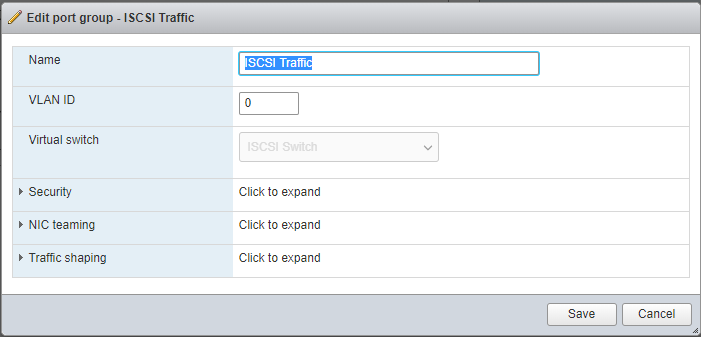 Edit port group - ISCSI Traffic
Name ISCSI Traffic
VLAN ID 0
Virtual switch ISCSI Switch
Security Click to expand
NIC teaming Click to expand
Traffic shaping Click to expand
Save Cancel